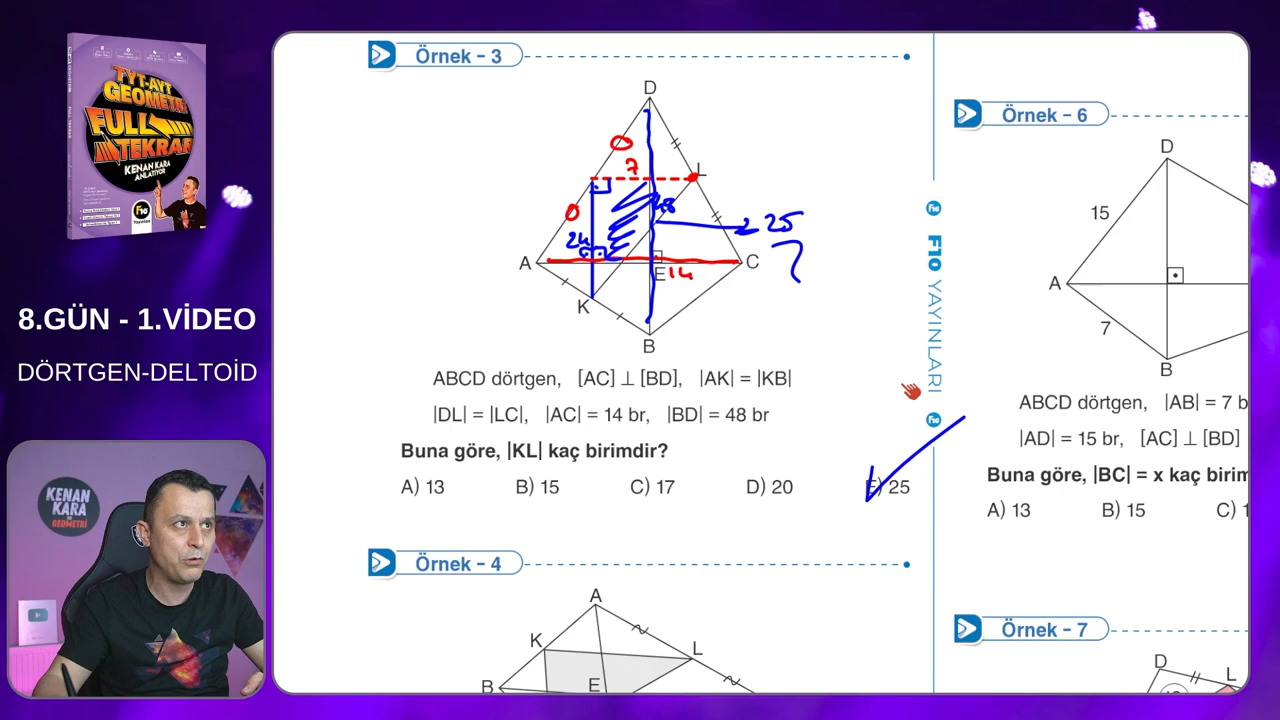 TYT-AYT
GEOMETRİ
FULL
TEKRAR
KENAN KARA
ANLATIYOR
F10
8.GÜN - 1.VİDEO
DÖRTGEN-DELTOİD
KENAN
KARA
GEOMETRİ
Örnek - 3
D
L
7
48
25
?
24
A
E
14
C
K
B
ABCD dörtgen, [AC] ⊥ [BD], |AK| = |KB|
|DL| = |LC|, |AC| = 14 br, |BD| = 48 br
Buna göre, |KL| kaç birimdir?
A) 13 B) 15 C) 17 D) 20 E) 25
Örnek - 4
A
K
L
B
E
F10 YAYINLARI
Örnek - 6
D
15
A
7
B
ABCD dörtgen, |AB| = 7 b
|AD| = 15 br, [AC] ⊥ [BD]
Buna göre, |BC| = x kaç birim
A) 13 B) 15 C) 1
Örnek - 7
D
L